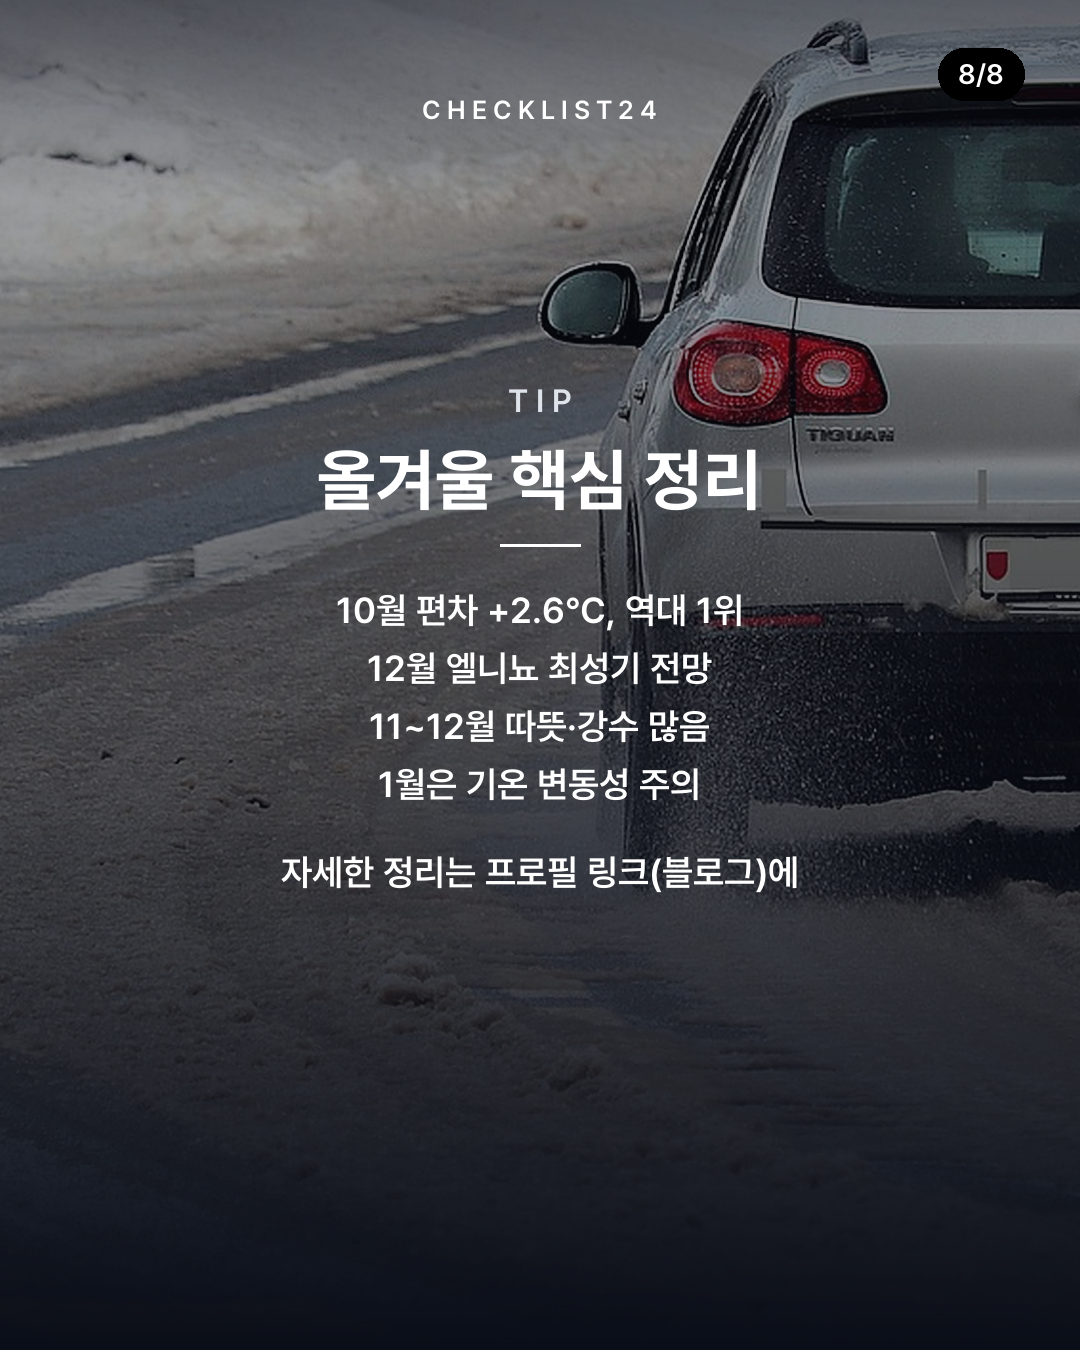 8/8
CHECKLIST24
TIGUAN
TIP
올겨울 핵심 정리
10월 편차 +2.6°C, 역대 1위
12월 엘니뇨 최성기 전망
11~12월 따뜻·강수 많음
1월은 기온 변동성 주의
자세한 정리는 프로필 링크(블로그)에